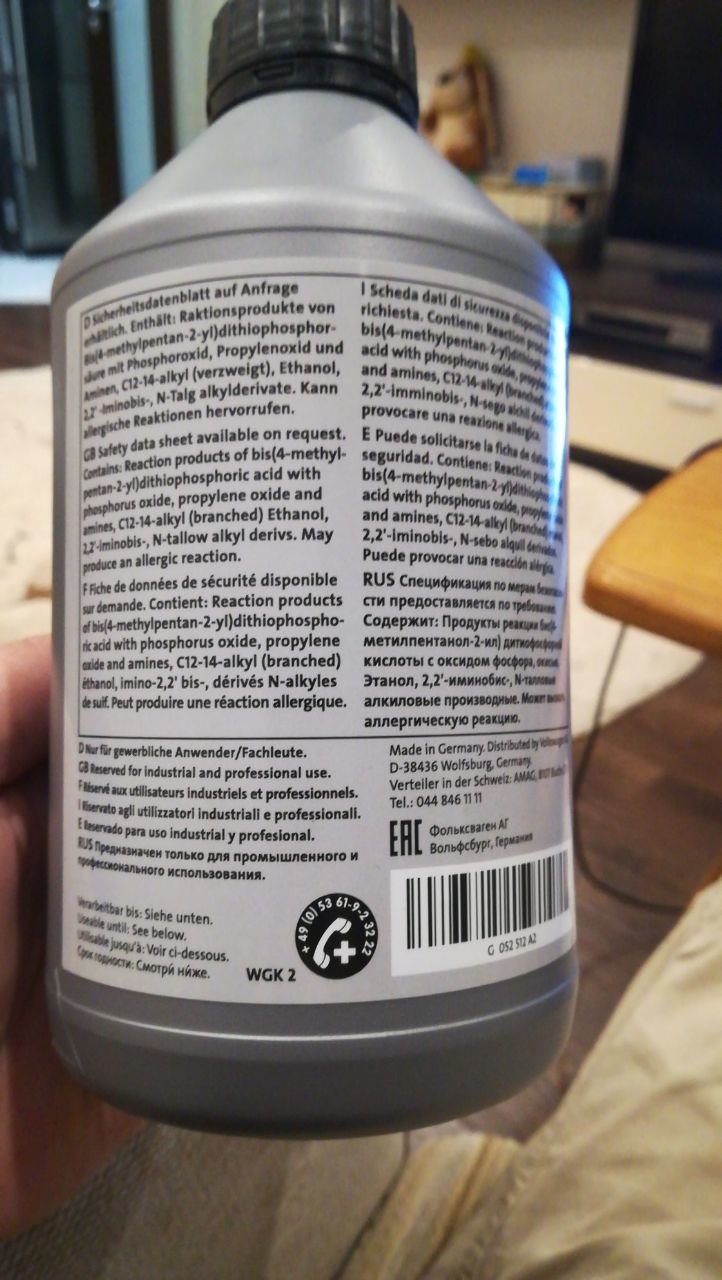 D Sicherheitsdatenblatt auf Anfrage
erhältlich. Enthält: Raktionsprodukte von
Bis(4-methylpentan-2-yl)dithiophosphor-
säure mit Phosphoroxid, Propylenoxid und
Aminen, C12-14-alkyl (verzweigt), Ethanol,
2,2' -Iminobis-, N-Talg alkylderivate. Kann
allergische Reaktionen hervorrufen.
GB Safety data sheet available on request.
Contains: Reaction products of bis(4-methyl-
pentan-2-yl)dithiophosphoric acid with
phosphorus oxide, propylene oxide and
amines, C12-14-alkyl (branched) Ethanol,
2,2'-iminobis-, N-tallow alkyl derivs. May
produce an allergic reaction.
F Fiche de données de sécurité disponible
sur demande. Contient: Reaction products
of bis(4-methylpentan-2-yl)dithiophospho-
ric acid with phosphorus oxide, propylene
oxide and amines, C12-14-alkyl (branched)
éthanol, imino-2,2' bis-, dérivés N-alkyles
de suif. Peut produire une réaction allergique.
I Scheda dati di sicurezza
richiesta. Contiene: Reaction
bis(4-methylpentan-2-yl)
acid with phosphorus oxide,
and amines, C12-14-alkyl
2,2'-imminobis-, N-sego alchil
provocare una reazione allergica.
E Puede solicitarse la ficha de
seguridad. Contiene: Reaction
bis(4-methylpentan-2-yl)
acid with phosphorus oxide,
and amines, C12-14-alkyl (branched)
2,2'-iminobis-, N-sebo alquil
Puede provocar una reacción alérgica.
RUS Спецификация по мерам безопасно-
сти предоставляется по требованию.
Содержит: Продукты реакции бис(4-
метилпентанол-2-ил) дитиофосфорной
кислоты с оксидом фосфора,
Этанол, 2,2'-иминобис-, N-талловые
алкиловые производные. Может
аллергическую реакцию.
D Nur für gewerbliche Anwender/Fachleute.
GB Reserved for industrial and professional use.
F Réservé aux utilisateurs industriels et professionnels.
I Riservato agli utilizzatori industriali e professionali.
E Reservado para uso industrial y profesional.
RUS Предназначен только для промышленного и
профессионального использования.
Made in Germany. Distributed by Volkswagen
D-38436 Wolfsburg, Germany.
Verteiler in der Schweiz: AMAG, 8107
Tel.: 044 846 11 11
EAC Фольксваген АГ
Вольфсбург, Германия
Verarbeitbar bis: Siehe unten.
Useable until: See below.
Utilisable jusqu'à: Voir ci-dessous.
Срок годности: Смотрй нйже.
WGK 2
+ 49 (0) 53 61-9-2 32 22
G 052 512 A2